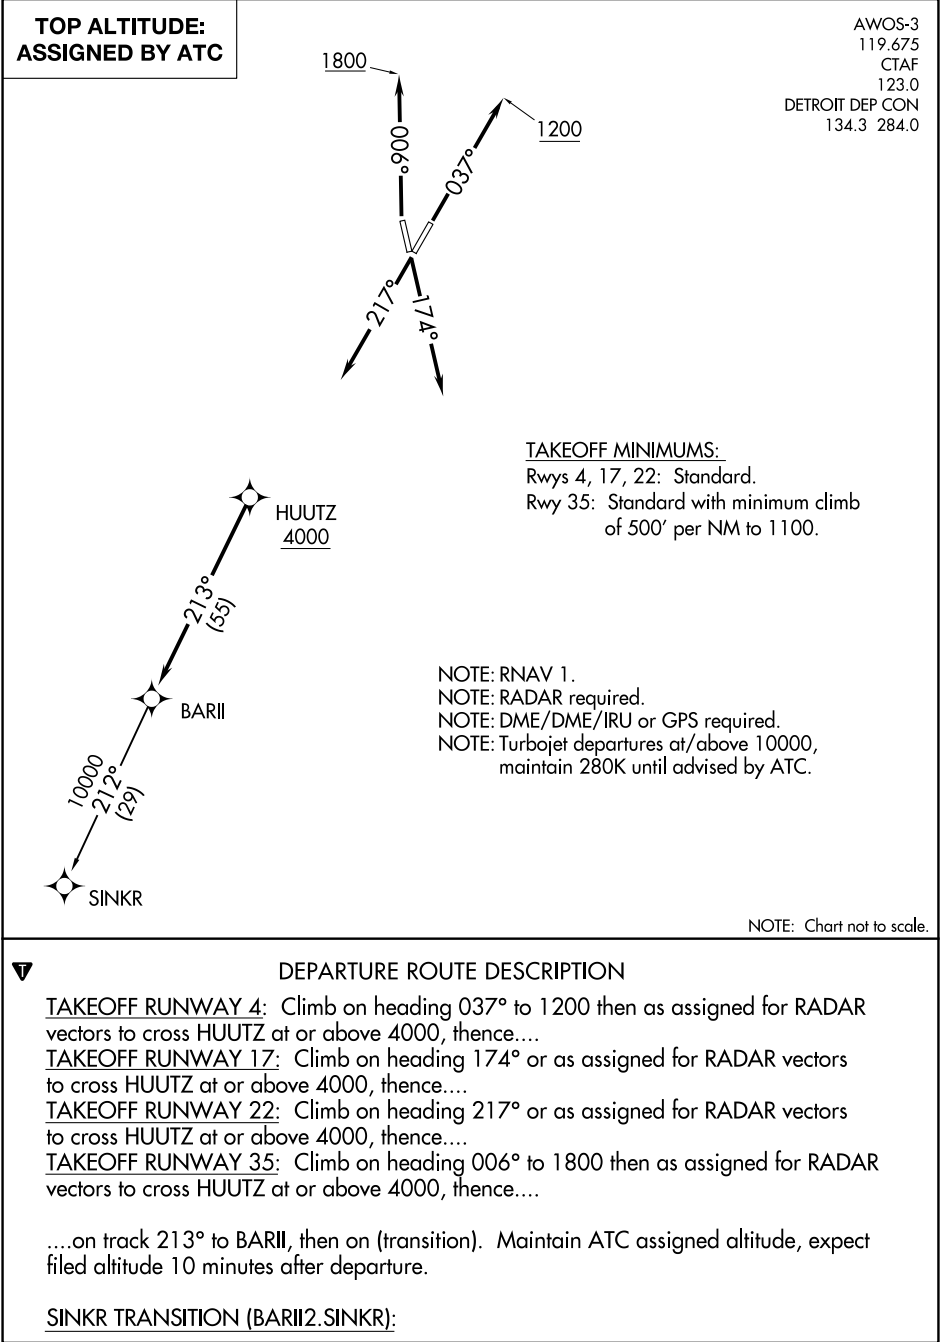 TOP ALTITUDE:
ASSIGNED BY ATC
AWOS-3
119.675
CTAF
123.0
DETROIT DEP CON
134.3 284.0
1800
1200
006°
037°
217°
174°
TAKEOFF MINIMUMS:
Rwys 4, 17, 22: Standard.
Rwy 35: Standard with minimum climb
of 500' per NM to 1100.
HUUTZ
4000
213°
(55)
BARII
NOTE: RNAV 1.
NOTE: RADAR required.
NOTE: DME/DME/IRU or GPS required.
NOTE: Turbojet departures at/above 10000,
maintain 280K until advised by ATC.
10000
212°
(29)
SINKR
NOTE: Chart not to scale.
T
DEPARTURE ROUTE DESCRIPTION
TAKEOFF RUNWAY 4: Climb on heading 037° to 1200 then as assigned for RADAR
vectors to cross HUUTZ at or above 4000, thence....
TAKEOFF RUNWAY 17: Climb on heading 174° or as assigned for RADAR vectors
to cross HUUTZ at or above 4000, thence....
TAKEOFF RUNWAY 22: Climb on heading 217° or as assigned for RADAR vectors
to cross HUUTZ at or above 4000, thence....
TAKEOFF RUNWAY 35: Climb on heading 006° to 1800 then as assigned for RADAR
vectors to cross HUUTZ at or above 4000, thence....
....on track 213° to BARII, then on (transition). Maintain ATC assigned altitude, expect
filed altitude 10 minutes after departure.
SINKR TRANSITION (BARII2.SINKR):